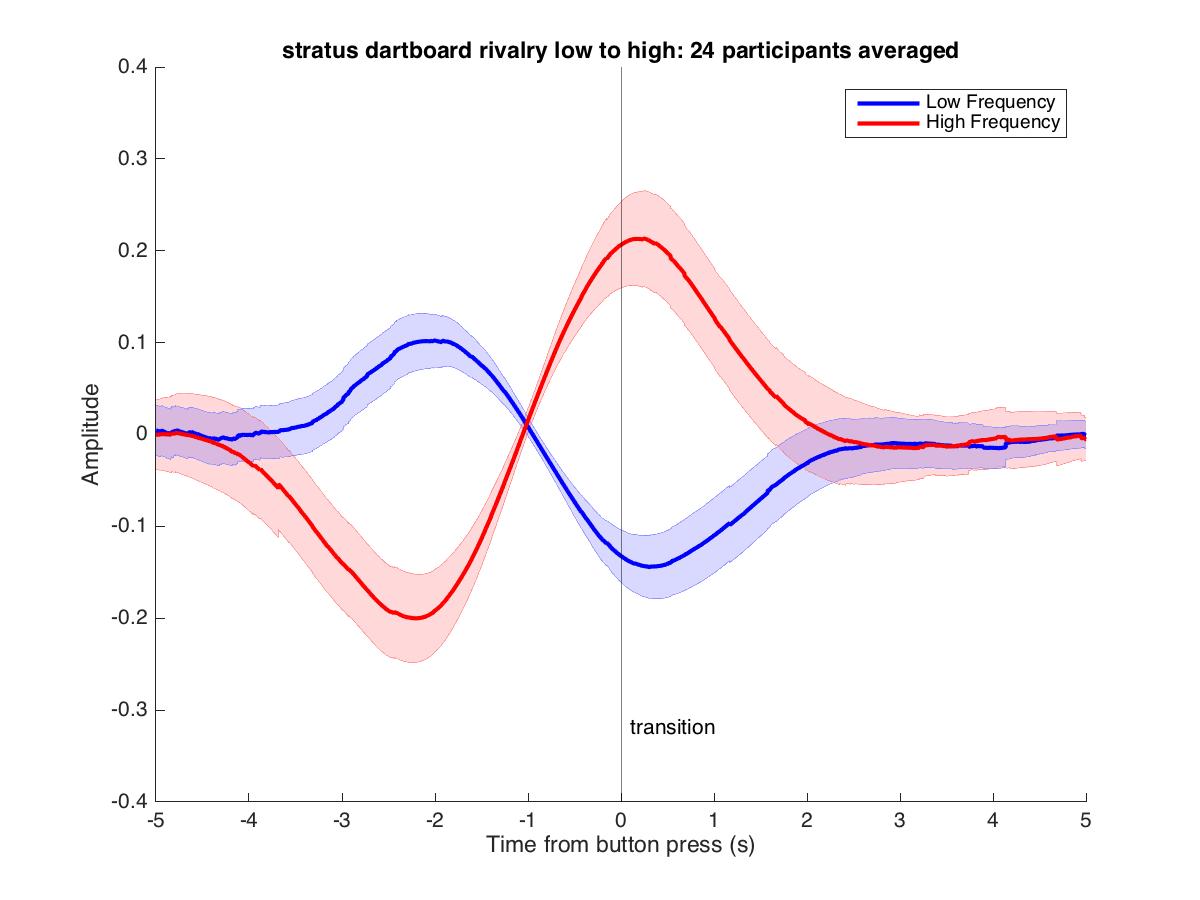 stratus dartboard rivalry low to high: 24 participants averaged
0.4
0.3
0.2
0.1
0
-0.1
-0.2
-0.3
-0.4
Amplitude
Low Frequency
High Frequency
transition
-5 -4 -3 -2 -1 0 1 2 3 4 5
Time from button press (s)